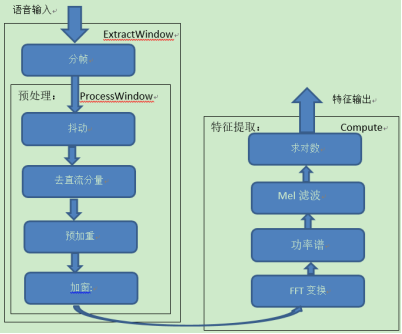 语音输入
ExtractWindow
分帧
预处理： ProcessWindow
抖动
去直流分量
预加重
加窗:
特征输出
特征提取： Compute
求对数
Mel 滤波
功率谱
FFT 变换